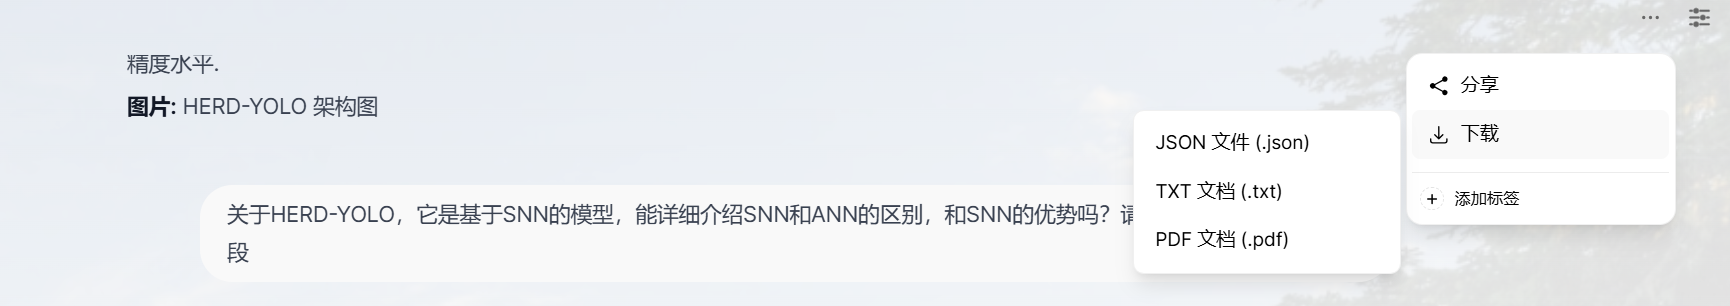 精度水平.
图片: HERD-YOLO 架构图
关于HERD-YOLO，它是基于SNN的模型，能详细介绍SNN和ANN的区别，和SNN的优势吗？请
段
JSON 文件 (.json)
TXT 文档 (.txt)
PDF 文档 (.pdf)
分享
下载
添加标签